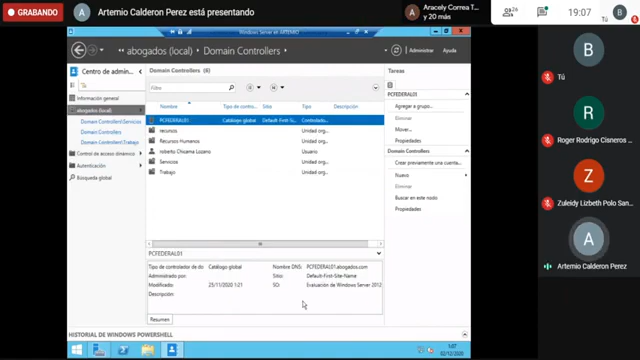 GRABANDO
Artemio Calderon Perez está presentando
Aracely Correa T...
y 20 más
26
19:07
Tú
Windows Server en ARTEMIO
abogados (local) › Domain Controllers
Administrar
Ayuda
Centro de admin...
Información general
abogados (local)
Domain Controllers\Servicios
Domain Controllers
Domain Controllers\Trabajo
Control de acceso dinámico
Autenticación
Búsqueda global
Domain Controllers (6)
Filtro
Nombre Tipo de contro... Sitio Tipo Descripción
PCFEDERAL01 Catálogo global Default-First-Si... Controlado...
recursos Unidad org...
Recursos Humanos Unidad org...
roberto Chicama Lozano Usuario
Servicios Unidad org...
Trabajo Unidad org...
PCFEDERAL01
Tipo de controlador de do: Catálogo global
Administrado por:
Modificado: 25/11/2020 1:21
Descripción:
Nombre DNS: PCFEDERAL01.abogados.com
Sitio: Default-First-Site-Name
SO: Evaluación de Windows Server 2012
Resumen
Tareas
PCFEDERAL01
Agregar a grupo...
Eliminar
Mover...
Propiedades
Domain Controllers
Crear previamente una cuenta...
Nuevo
Eliminar
Buscar en este nodo
Propiedades
HISTORIAL DE WINDOWS POWERSHELL
1:07
02/12/2020
B
Tú
R
Roger Rodrigo Cisneros ...
Z
Zuleidy Lizbeth Polo San...
A
Artemio Calderon Perez